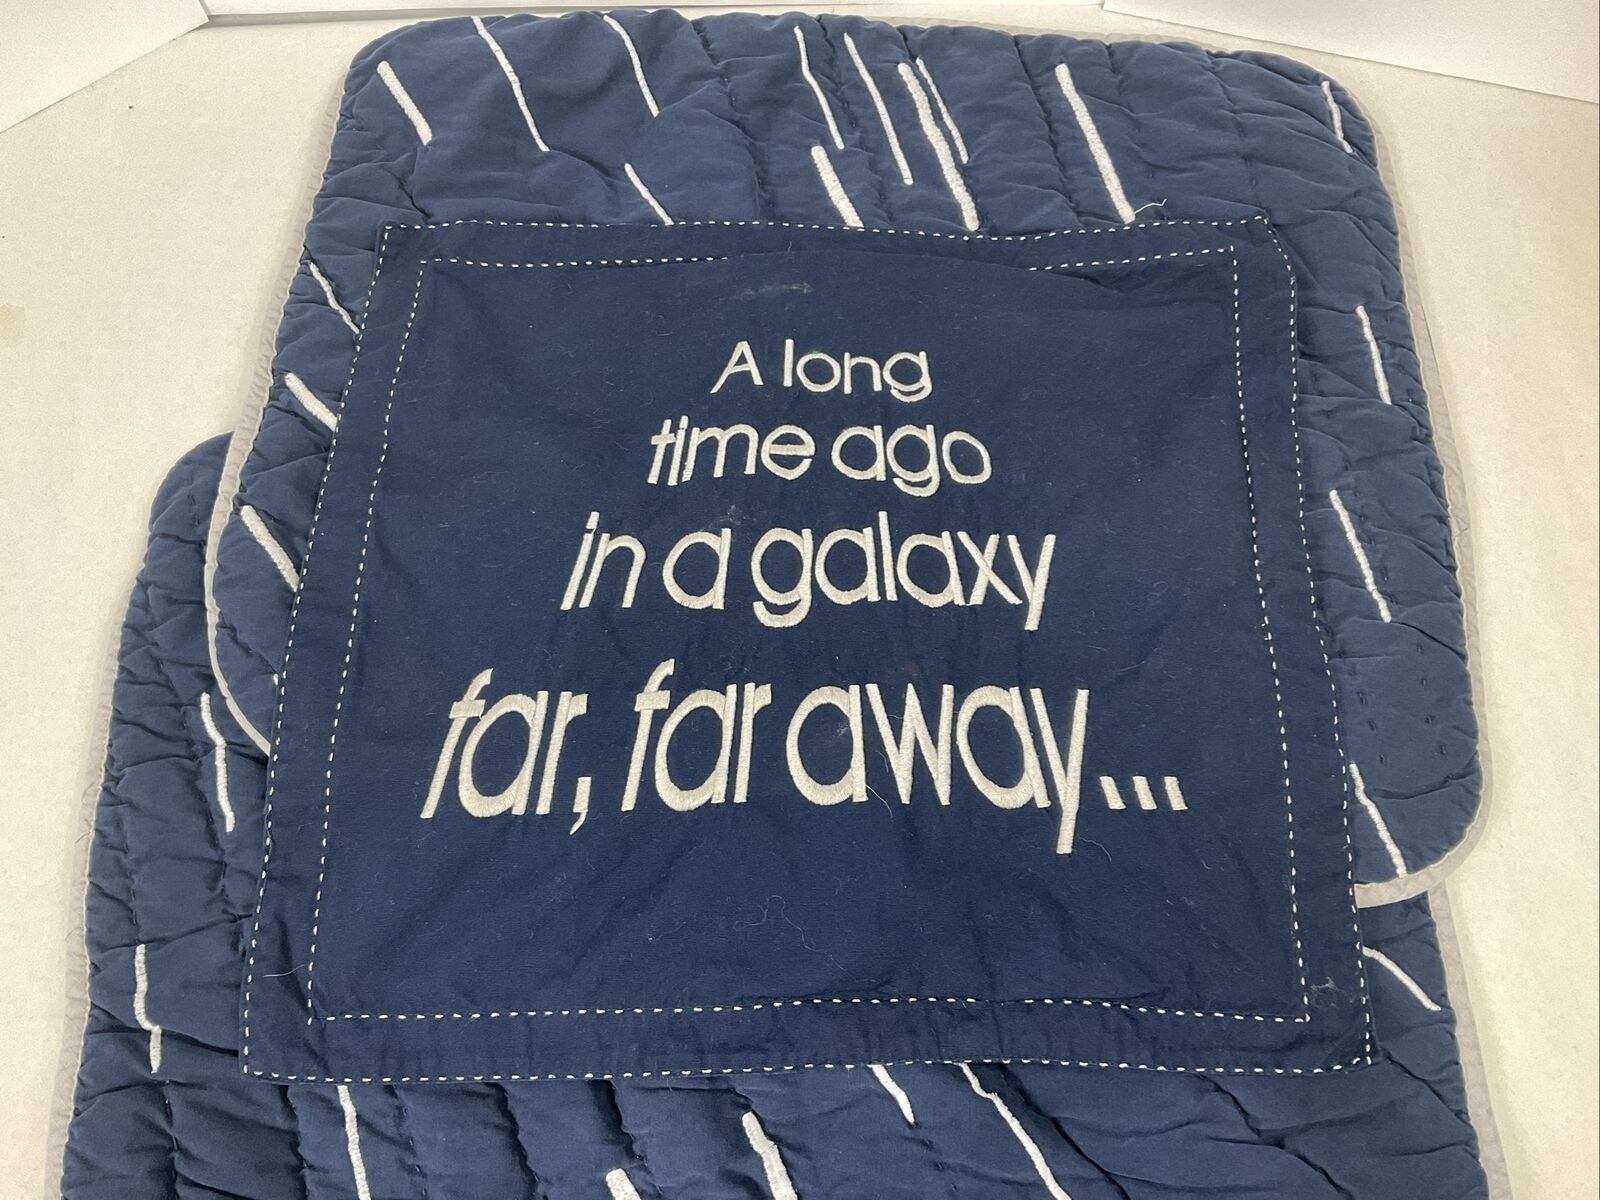 A long
time ago
in a galaxy
far, far away...